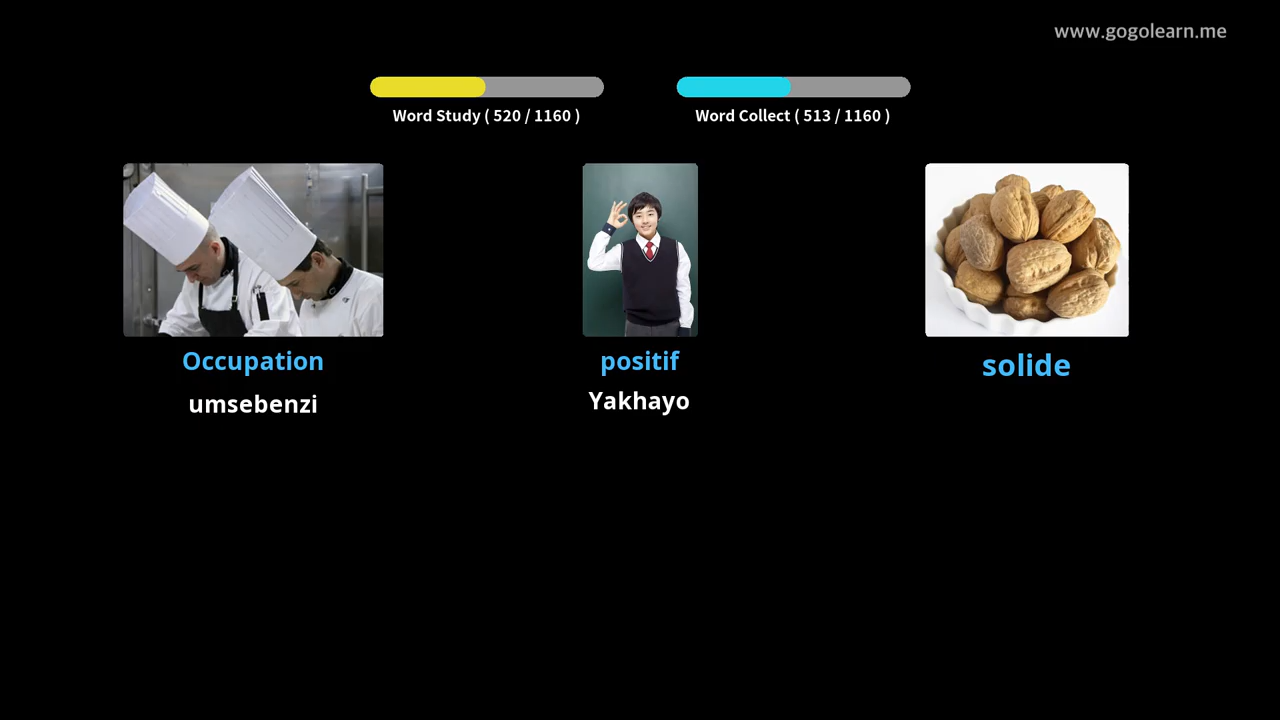 www.gogolearn.me
Word Study ( 520 / 1160 )
Word Collect ( 513 / 1160 )
Occupation
umsebenzi
positif
Yakhayo
solide